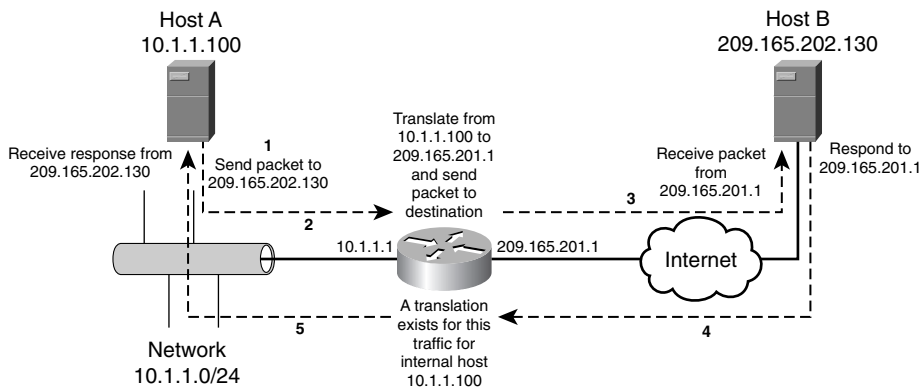 Host A
10.1.1.100
Host B
209.165.202.130
Receive response from
209.165.202.130
1
Send packet to
209.165.202.130
2
Translate from
10.1.1.100 to
209.165.201.1
and send
packet to
destination
3
Receive packet
from
209.165.201.1
Respond to
209.165.201.1
10.1.1.1
209.165.201.1
Internet
5
A translation
exists for this
traffic for
internal host
10.1.1.100
4
Network
10.1.1.0/24